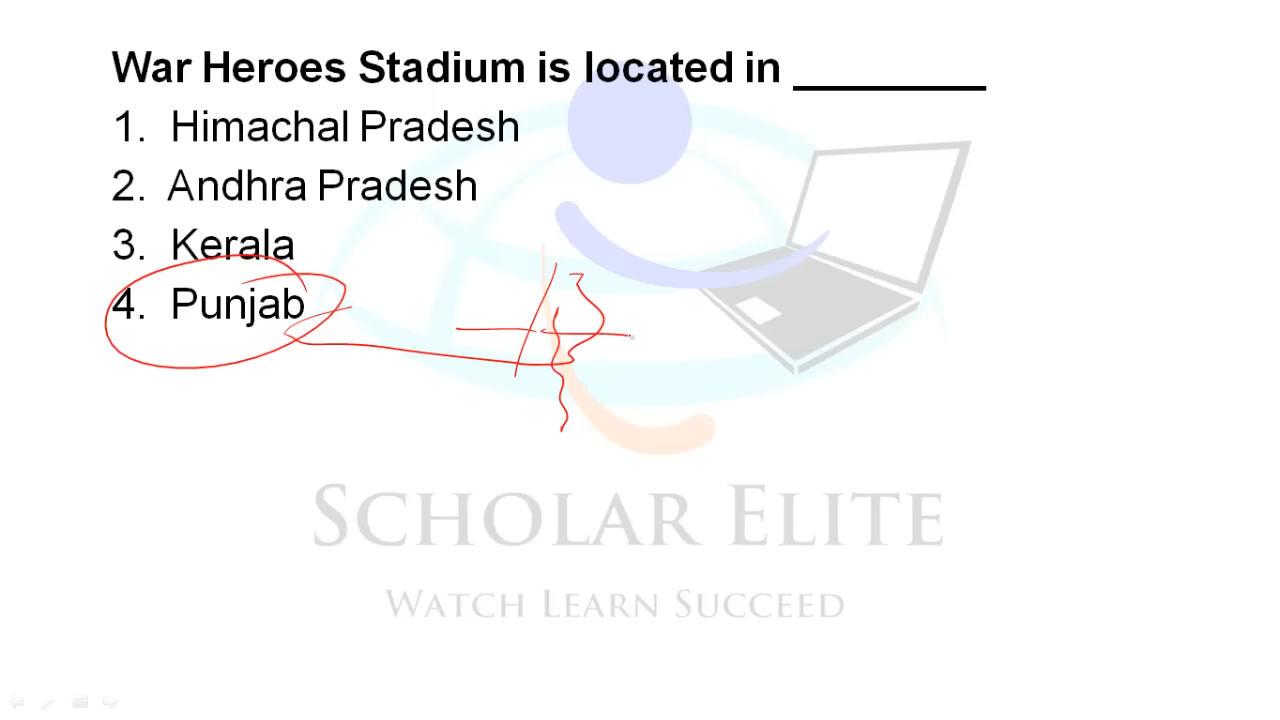 War Heroes Stadium is located in _________
1. Himachal Pradesh
2. Andhra Pradesh
3. Kerala
4. Punjab
SCHOLAR ELITE
WATCH LEARN SUCCEED